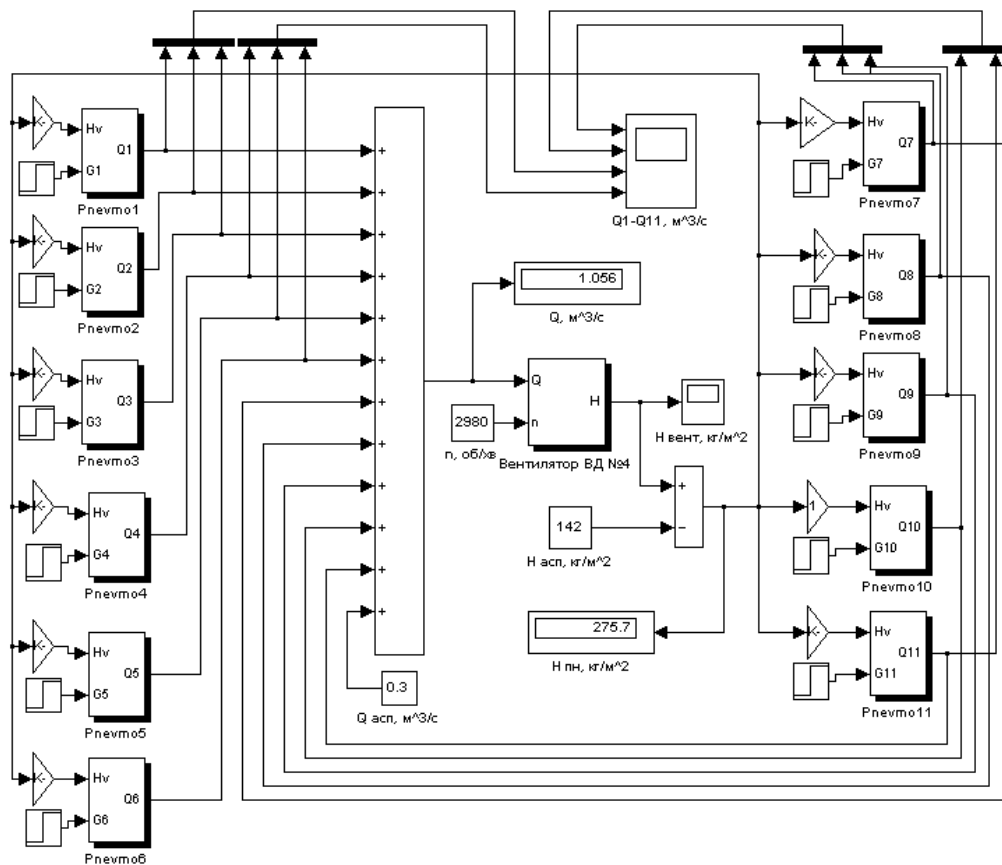 K-
Hv
Q1
G1
Pnevmo1
K-
Hv
Q2
G2
Pnevmo2
K-
Hv
Q3
G3
Pnevmo3
K-
Hv
Q4
G4
Pnevmo4
K-
Hv
Q5
G5
Pnevmo5
K-
Hv
Q6
G6
Pnevmo6
+
+
+
+
+
+
+
+
+
+
+
+
0.3
Q асп, м^3/с
Q1-Q11, м^3/с
1.056
Q, м^3/с
2980
n, об/хв
Q
H
n
Вентилятор ВД №4
H вент, кг/м^2
+
−
142
H асп, кг/м^2
275.7
H пн, кг/м^2
K-
Hv
Q7
G7
Pnevmo7
K-
Hv
Q8
G8
Pnevmo8
K-
Hv
Q9
G9
Pnevmo9
1
Hv
Q10
G10
Pnevmo10
K-
Hv
Q11
G11
Pnevmo11